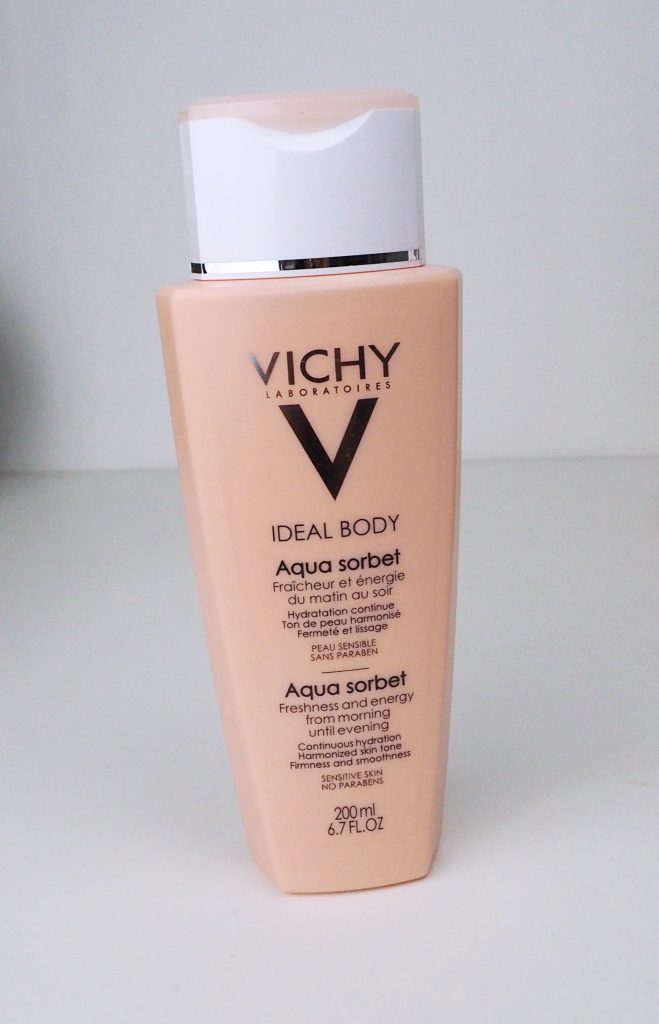 VICHY
LABORATOIRES
V
IDEAL BODY
Aqua sorbet
Fraîcheur et énergie
du matin au soir
Hydratation continue
Ton de peau harmonisé
Fermeté et lissage
PEAU SENSIBLE
SANS PARABEN
Aqua sorbet
Freshness and energy
from morning
until evening
Continuous hydration
Harmonized skin tone
Firmness and smoothness
SENSITIVE SKIN
NO PARABENS
200 ml
6.7 FL.OZ